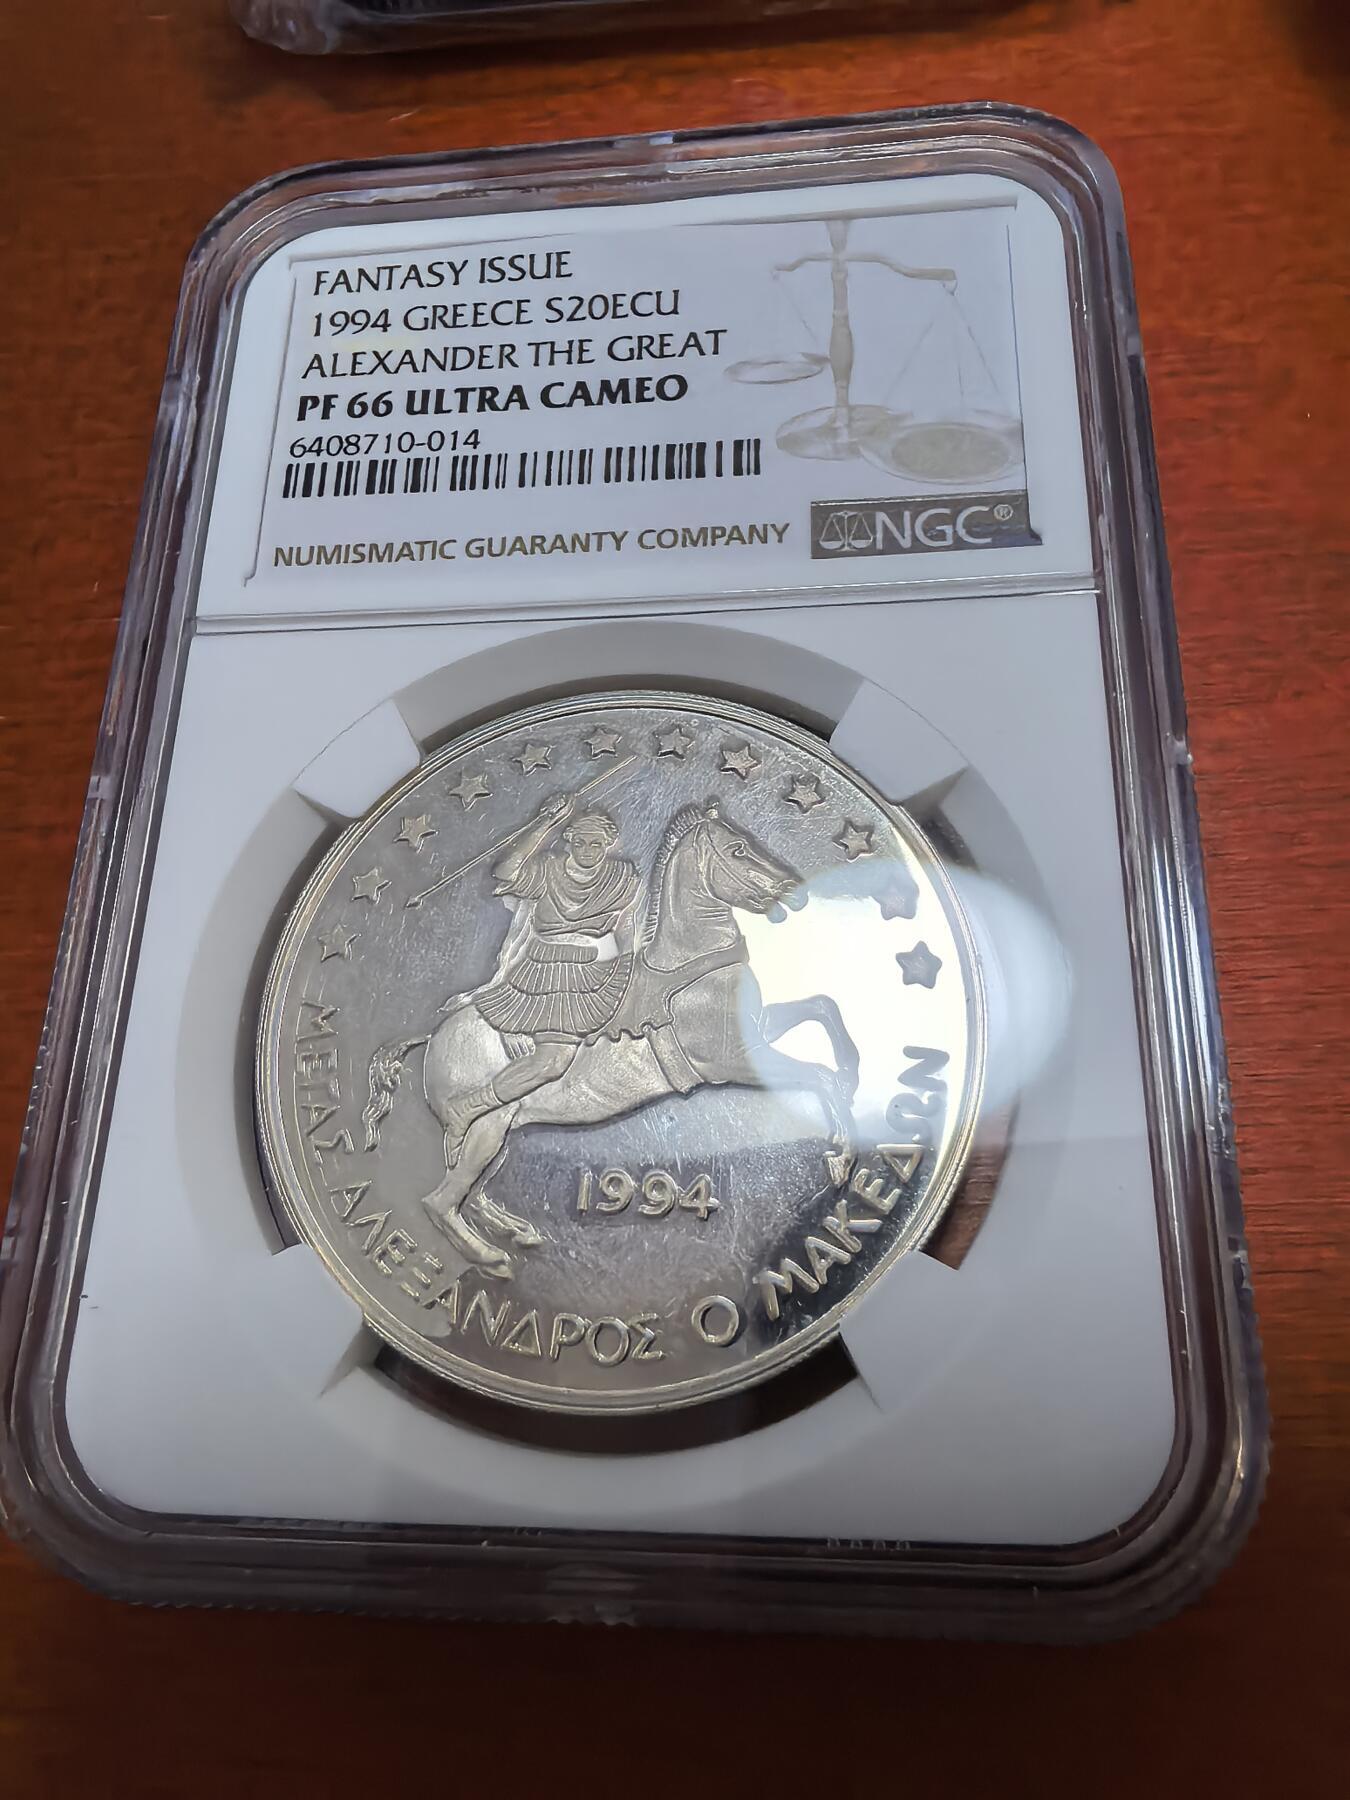 FANTASY ISSUE
1994 GREECE S20ECU
ALEXANDER THE GREAT
PF 66 ULTRA CAMEO
6408710-014
NUMISMATIC GUARANTY COMPANY
NGC®
1994
ΜΕΓΑΣ ΑΛΕΞΑΝΔΡΟΣ Ο ΜΑΚΕΔΩΝ